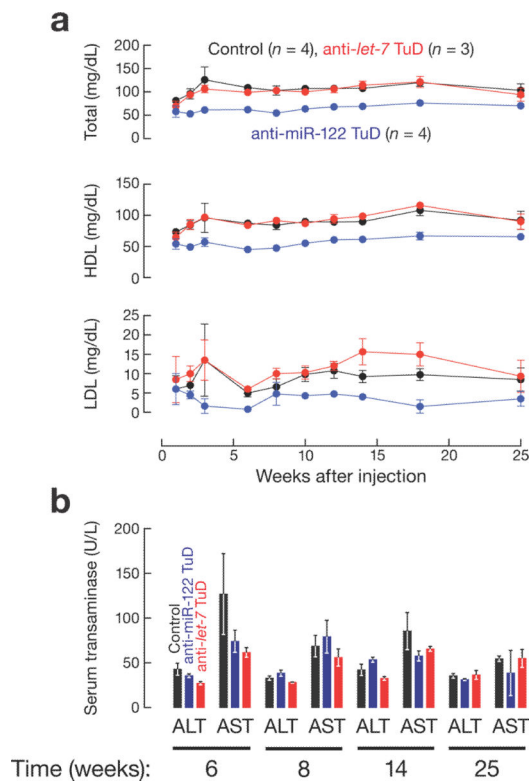 a
Control (n = 4), anti-let-7 TuD (n = 3)
anti-miR-122 TuD (n = 4)
Total (mg/dL)
200
150
100
50
0
HDL (mg/dL)
150
100
50
0
LDL (mg/dL)
25
20
15
10
5
0
0 5 10 15 20 25
Weeks after injection
b
Serum transaminase (U/L)
200
150
100
50
0
Control
anti-miR-122 TuD
anti-let-7 TuD
ALT AST ALT AST ALT AST ALT AST
Time (weeks): 6 8 14 25